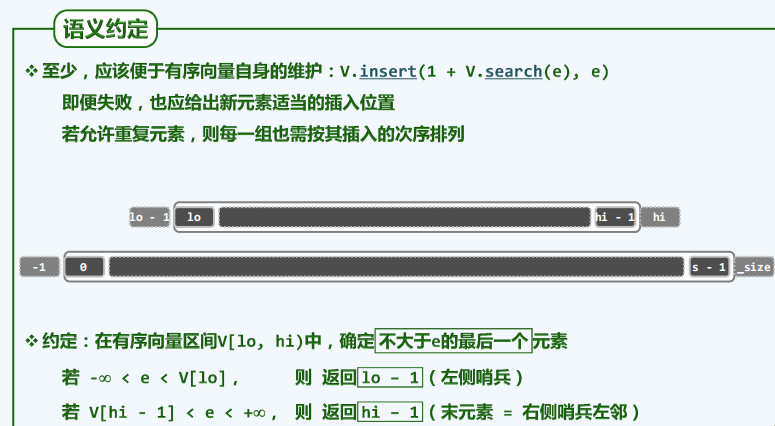 语义约定
❖ 至少，应该便于有序向量自身的维护：V.insert(1 + V.search(e), e)
即便失败，也应给出新元素适当的插入位置
若允许重复元素，则每一组也需按其插入的次序排列
lo - 1 lo hi - 1 hi
-1 0 s - 1 _size
❖ 约定：在有序向量区间V[lo, hi)中，确定不大于e的最后一个元素
若 -∞ < e < V[lo]， 则 返回 lo - 1（左侧哨兵）
若 V[hi - 1] < e < +∞， 则 返回 hi - 1（末元素 = 右侧哨兵左邻）